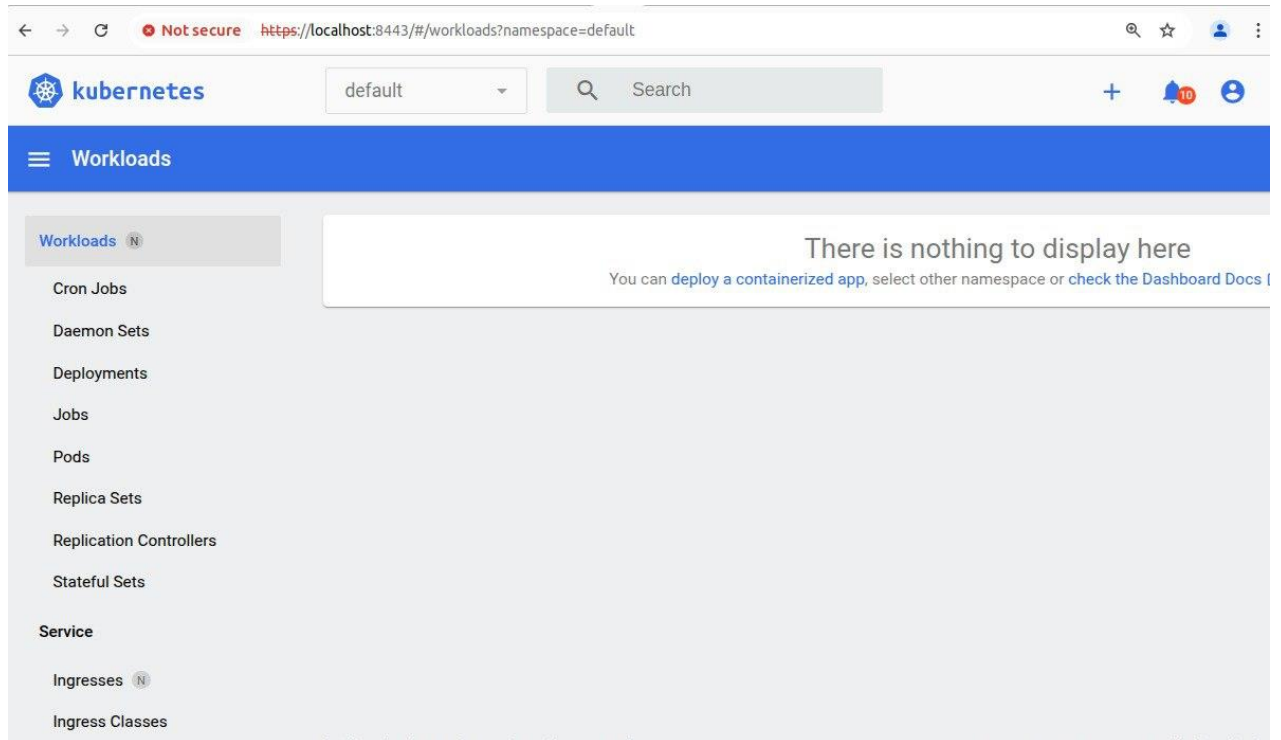 Not secure https://localhost:8443/#/workloads?namespace=default
kubernetes default Search 10
Workloads
Workloads N
There is nothing to display here
You can deploy a containerized app, select other namespace or check the Dashboard Docs
Cron Jobs
Daemon Sets
Deployments
Jobs
Pods
Replica Sets
Replication Controllers
Stateful Sets
Service
Ingresses N
Ingress Classes